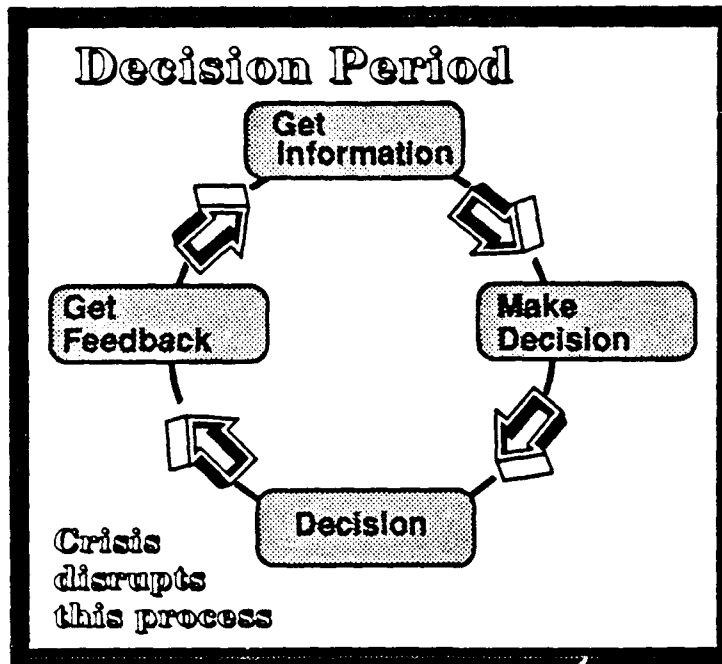 Decision Period
Get
Information
Make
Decision
Decision
Get
Feedback
Crisis
disrupts
this process